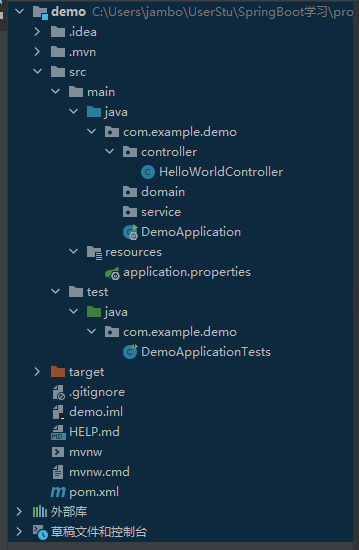 demo C:\Users\jambo\UserStu\SpringBoot学习\pro
.idea
.mvn
src
main
java
com.example.demo
controller
HelloWorldController
domain
service
DemoApplication
resources
application.properties
test
java
com.example.demo
DemoApplicationTests
target
.gitignore
demo.iml
HELP.md
mvnw
mvnw.cmd
pom.xml
外部库
草稿文件和控制台